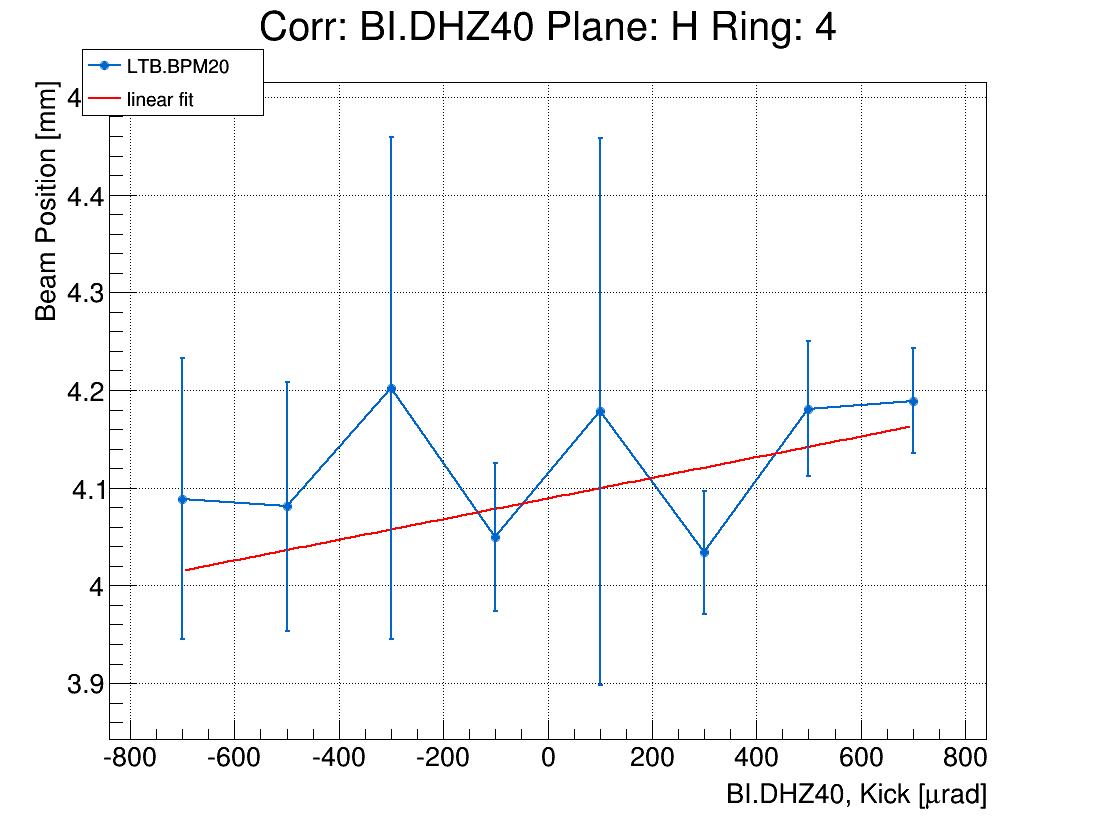 Corr: BI.DHZ40 Plane: H Ring: 4
LTB.BPM20
linear fit
Beam Position [mm]
4
4.4
4.3
4.2
4.1
4
3.9
-800 -600 -400 -200 0 200 400 600 800
BI.DHZ40, Kick [μrad]